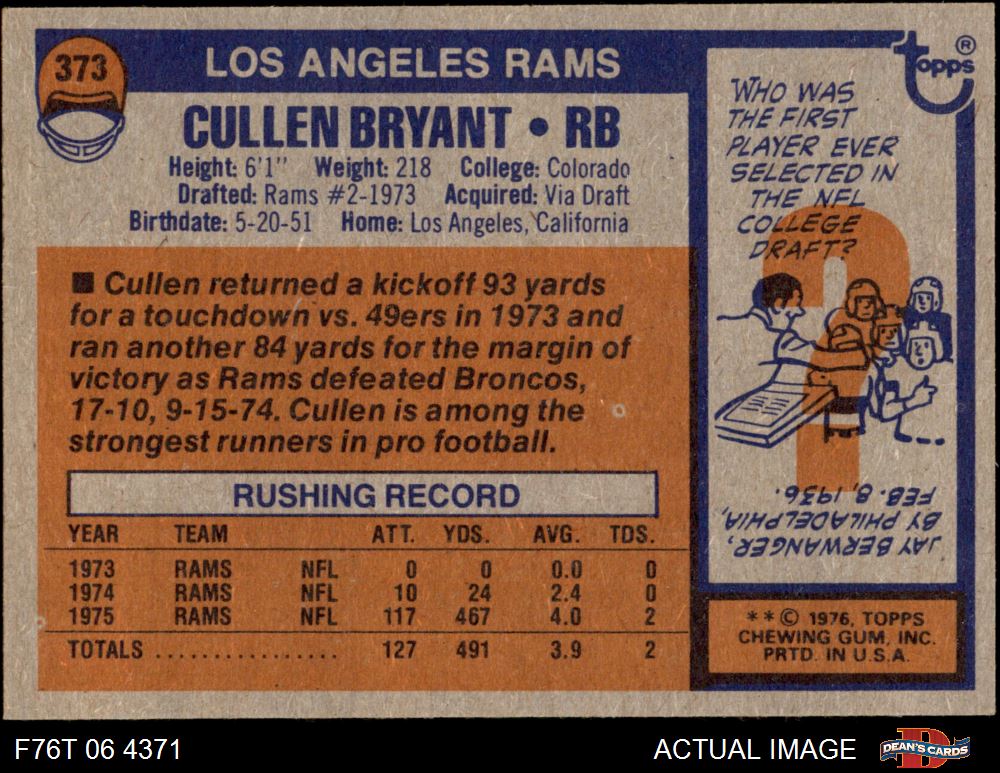 373
LOS ANGELES RAMS
CULLEN BRYANT • RB
Height: 6'1" Weight: 218 College: Colorado
Drafted: Rams #2-1973 Acquired: Via Draft
Birthdate: 5-20-51 Home: Los Angeles, California
■ Cullen returned a kickoff 93 yards
for a touchdown vs. 49ers in 1973 and
ran another 84 yards for the margin of
victory as Rams defeated Broncos,
17-10, 9-15-74. Cullen is among the
strongest runners in pro football.
RUSHING RECORD
YEAR TEAM ATT. YDS. AVG. TDS.
1973 RAMS NFL 0 0 0.0 0
1974 RAMS NFL 10 24 2.4 0
1975 RAMS NFL 117 467 4.0 2
TOTALS ................ 127 491 3.9 2
topps ®
WHO WAS
THE FIRST
PLAYER EVER
SELECTED IN
THE NFL
COLLEGE
DRAFT?
?
JAY BERWANGER,
BY PHILADELPHIA,
FEB. 8, 1936.
** © 1976, TOPPS
CHEWING GUM, INC.
PRTD. IN U.S.A.
F76T 06 4371
ACTUAL IMAGE
DEAN'S CARDS